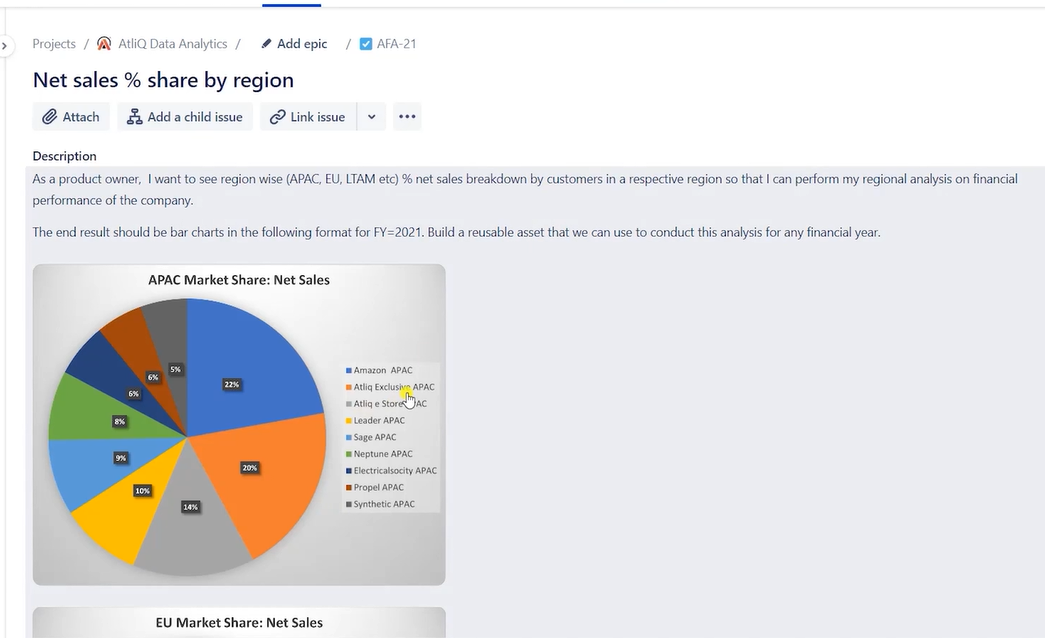 Projects / AtliQ Data Analytics / Add epic / AFA-21
Net sales % share by region
Attach Add a child issue Link issue
Description
As a product owner, I want to see region wise (APAC, EU, LTAM etc) % net sales breakdown by customers in a respective region so that I can perform my regional analysis on financial
performance of the company.
The end result should be bar charts in the following format for FY=2021. Build a reusable asset that we can use to conduct this analysis for any financial year.
APAC Market Share: Net Sales
22%
20%
14%
10%
9%
8%
6%
6%
5%
Amazon APAC
Atliq Exclusive APAC
Atliq e Store
Leader APAC
Sage APAC
Neptune APAC
Electricalsocity APAC
Propel APAC
Synthetic APAC
EU Market Share: Net Sales